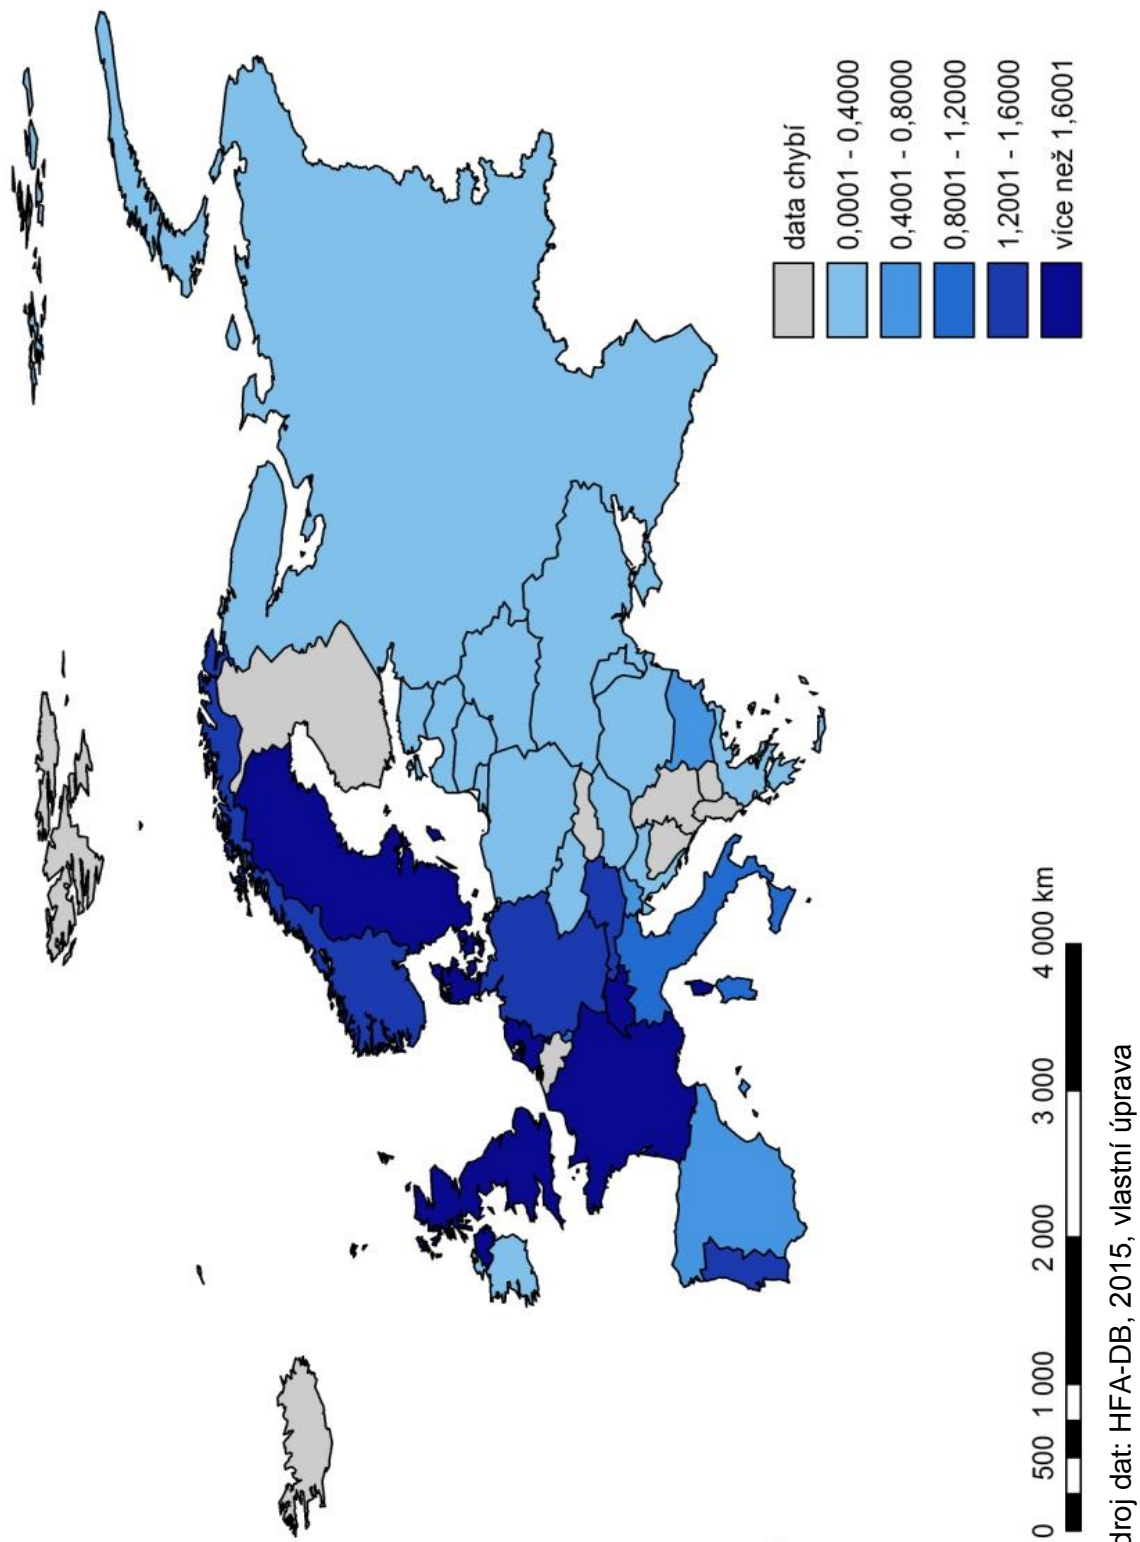 data chybí
0,0001 - 0,4000
0,40001 - 0,8000
0,8001 - 1,2000
1,2001 - 1,6000
více než 1,6001
0 500 1 000 2 000 3 000 4 000 km
droj dat: HFA-DB, 2015, vlastní úprava